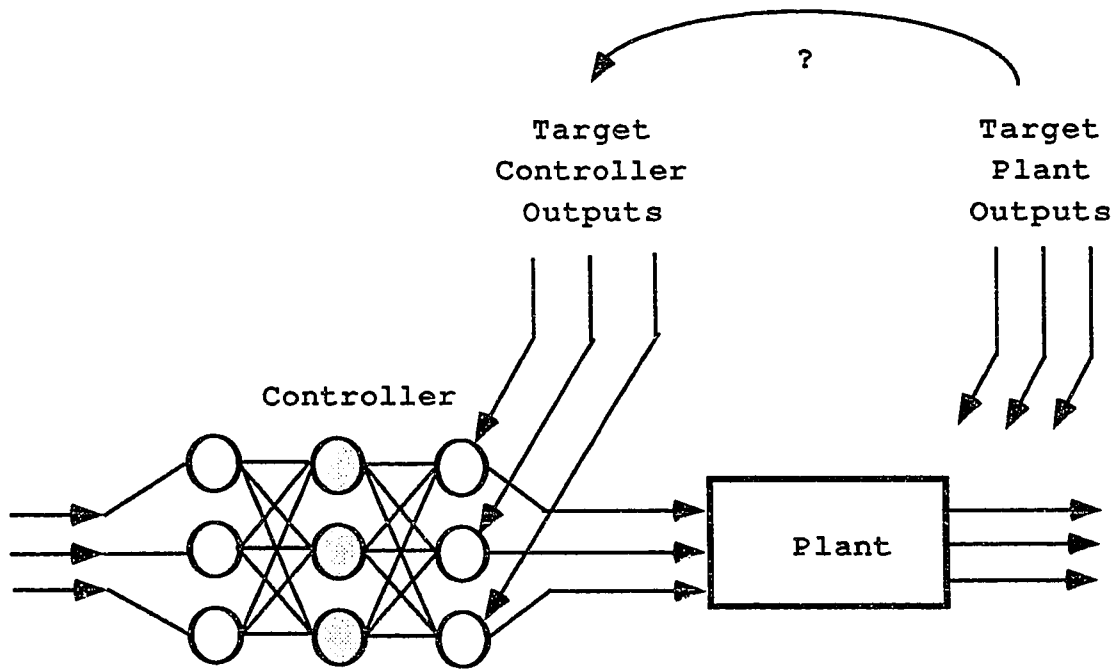 ?
Target
Controller
Outputs
Target
Plant
Outputs
Controller
Plant